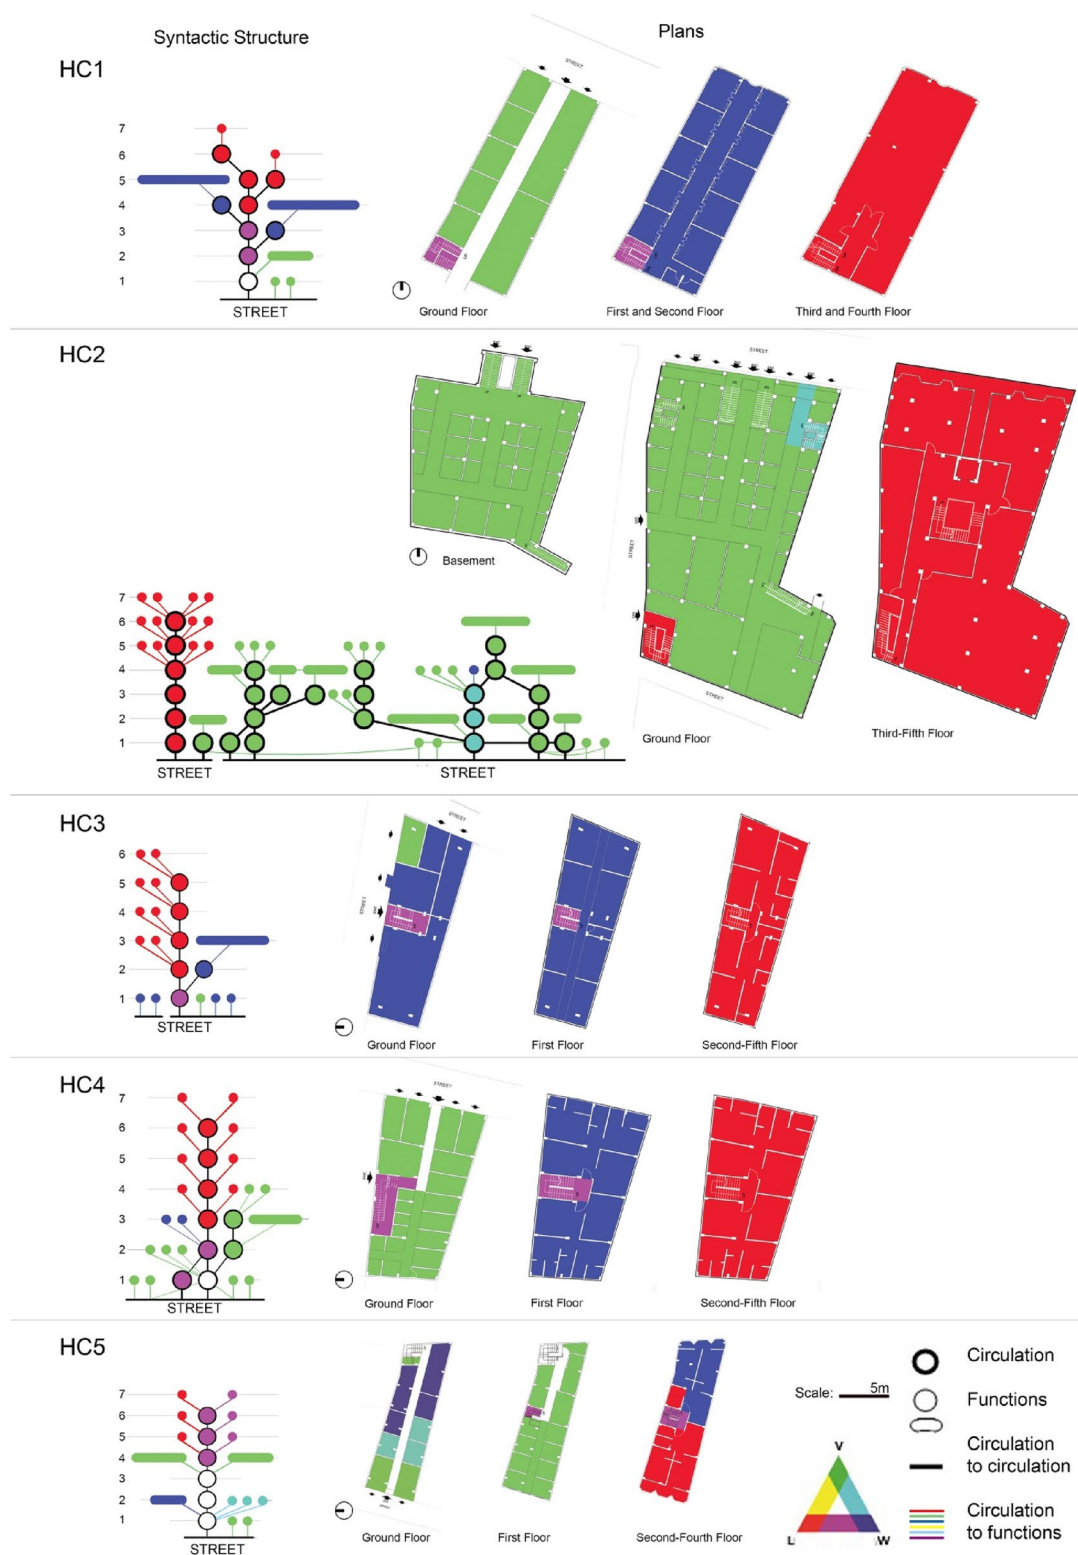 Syntactic Structure
Plans
HC1
STREET
7
6
5
4
3
2
1
STREET
Ground Floor
First and Second Floor
Third and Fourth Floor
HC2
STREET
STREET
STREET
Basement
7
6
5
4
3
2
1
STREET
STREET
Ground Floor
Third-Fifth Floor
HC3
STREET
STREET
6
5
4
3
2
1
STREET
Ground Floor
First Floor
Second-Fifth Floor
HC4
STREET
7
6
5
4
3
2
1
STREET
Ground Floor
First Floor
Second-Fifth Floor
HC5
7
6
5
4
3
2
1
STREET
Ground Floor
First Floor
Second-Fourth Floor
Scale:
5m
Circulation
Functions
Circulation
to circulation
Circulation
to functions
V
L
W